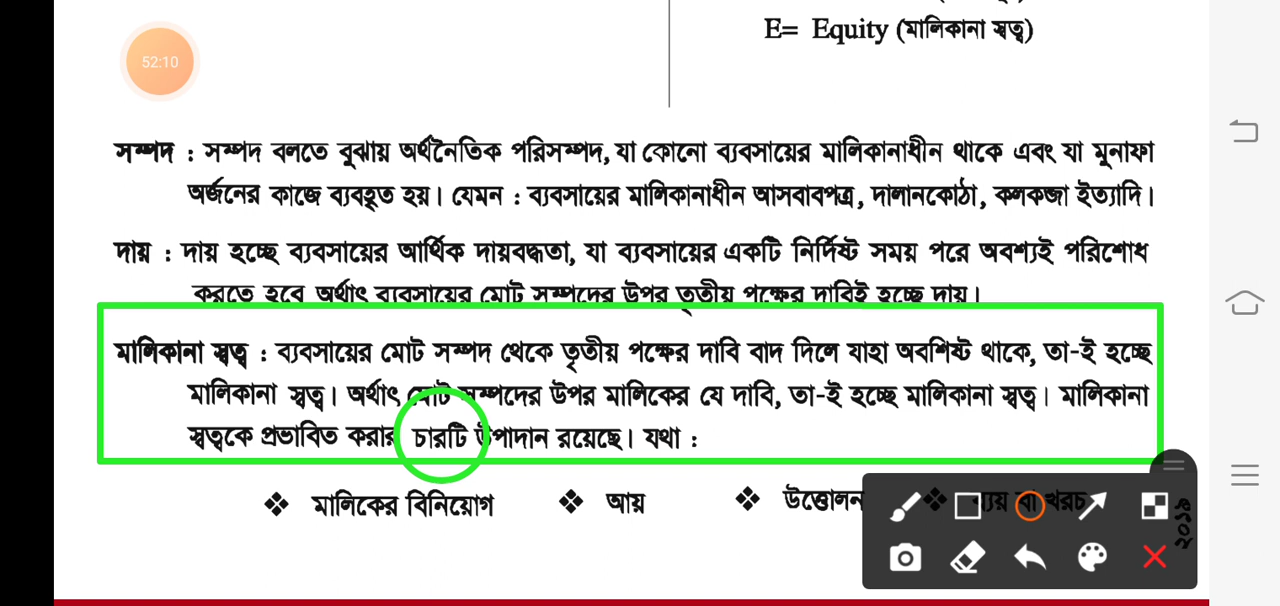 E= Equity (মালিকানা স্বত্ব)
52:10
সম্পদ : সম্পদ বলতে বুঝায় অর্থনৈতিক পরিসম্পদ, যা কোনো ব্যবসায়ের মালিকানাধীন থাকে এবং যা মুনাফা
অর্জনের কাজে ব্যবহৃত হয়। যেমন : ব্যবসায়ের মালিকানাধীন আসবাবপত্র, দালানকোঠা, কলকব্জা ইত্যাদি।
দায় : দায় হচ্ছে ব্যবসায়ের আর্থিক দায়বদ্ধতা, যা ব্যবসায়ের একটি নির্দিষ্ট সময় পরে অবশ্যই পরিশোধ
করতে হবে অর্থাৎ ব্যবসায়ের মোট সম্পদের উপর তৃতীয় পক্ষের দাবিই হচ্ছে দায়।
মালিকানা স্বত্ব : ব্যবসায়ের মোট সম্পদ থেকে তৃতীয় পক্ষের দাবি বাদ দিলে যাহা অবশিষ্ট থাকে, তা-ই হচ্ছে
মালিকানা স্বত্ব। অর্থাৎ মোট সম্পদের উপর মালিকের যে দাবি, তা-ই হচ্ছে মালিকানা স্বত্ব। মালিকানা
স্বত্বকে প্রভাবিত করার চারটি উপাদান রয়েছে। যথা :
❖ মালিকের বিনিয়োগ ❖ আয় ❖ উত্তোলন ❖ ব্যয় বা খরচ
২০১৯